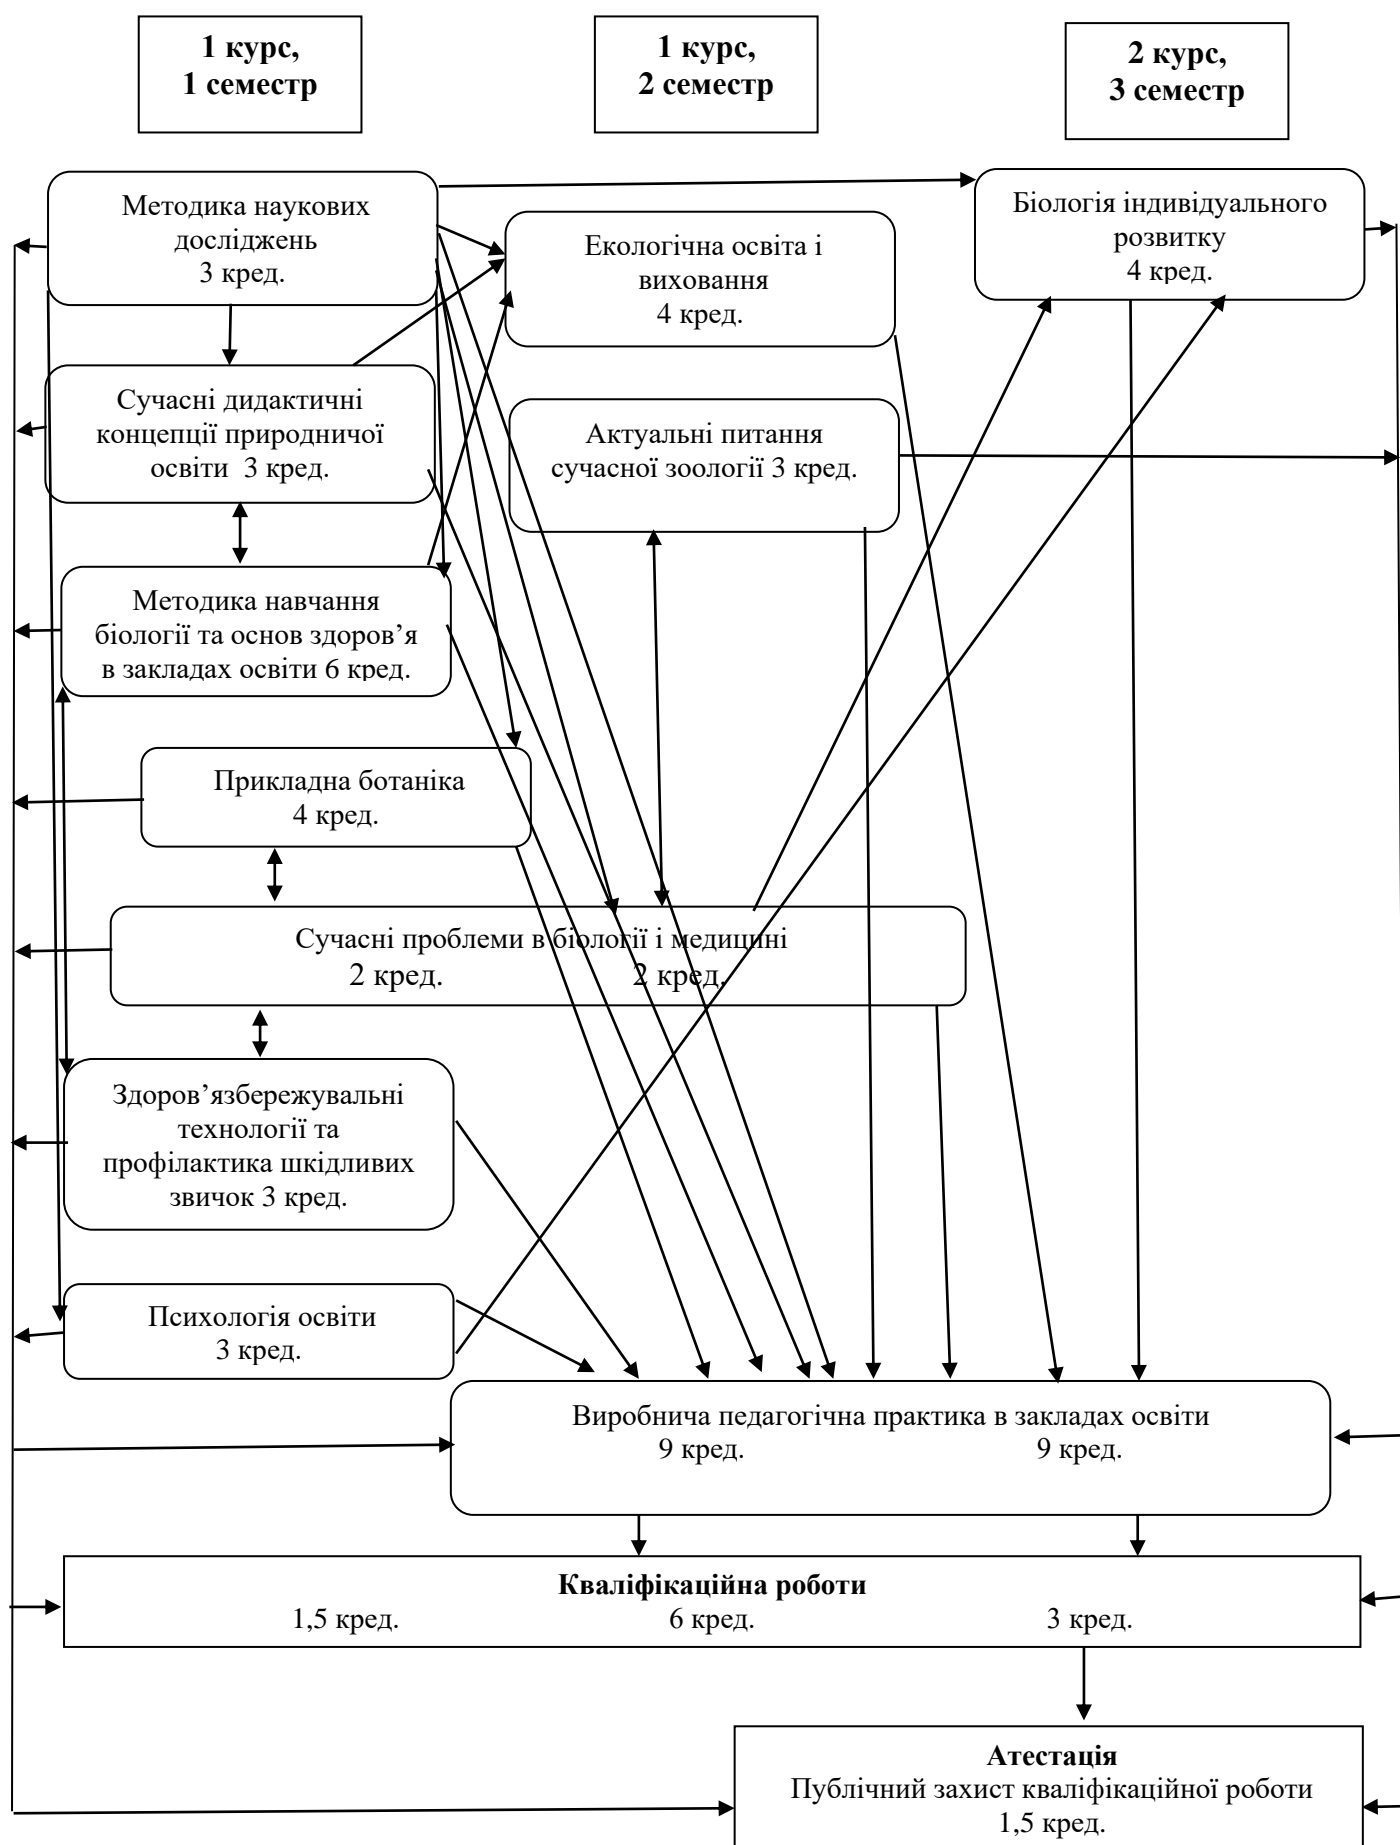 1 курс,
1 семестр
1 курс,
2 семестр
2 курс,
3 семестр
Методика наукових
досліджень
3 кред.
Екологічна освіта і
виховання
4 кред.
Біологія індивідуального
розвитку
4 кред.
Сучасні дидактичні
концепції природничої
освіти 3 кред.
Актуальні питання
сучасної зоології 3 кред.
Методика навчання
біології та основ здоров’я
в закладах освіти 6 кред.
Прикладна ботаніка
4 кред.
Сучасні проблеми в біології і медицині
2 кред. 2 кред.
Здоров’язбережувальні
технології та
профілактика шкідливих
звичок 3 кред.
Психологія освіти
3 кред.
Виробнича педагогічна практика в закладах освіти
9 кред. 9 кред.
Кваліфікаційна роботи
1,5 кред. 6 кред. 3 кред.
Атестація
Публічний захист кваліфікаційної роботи
1,5 кред.